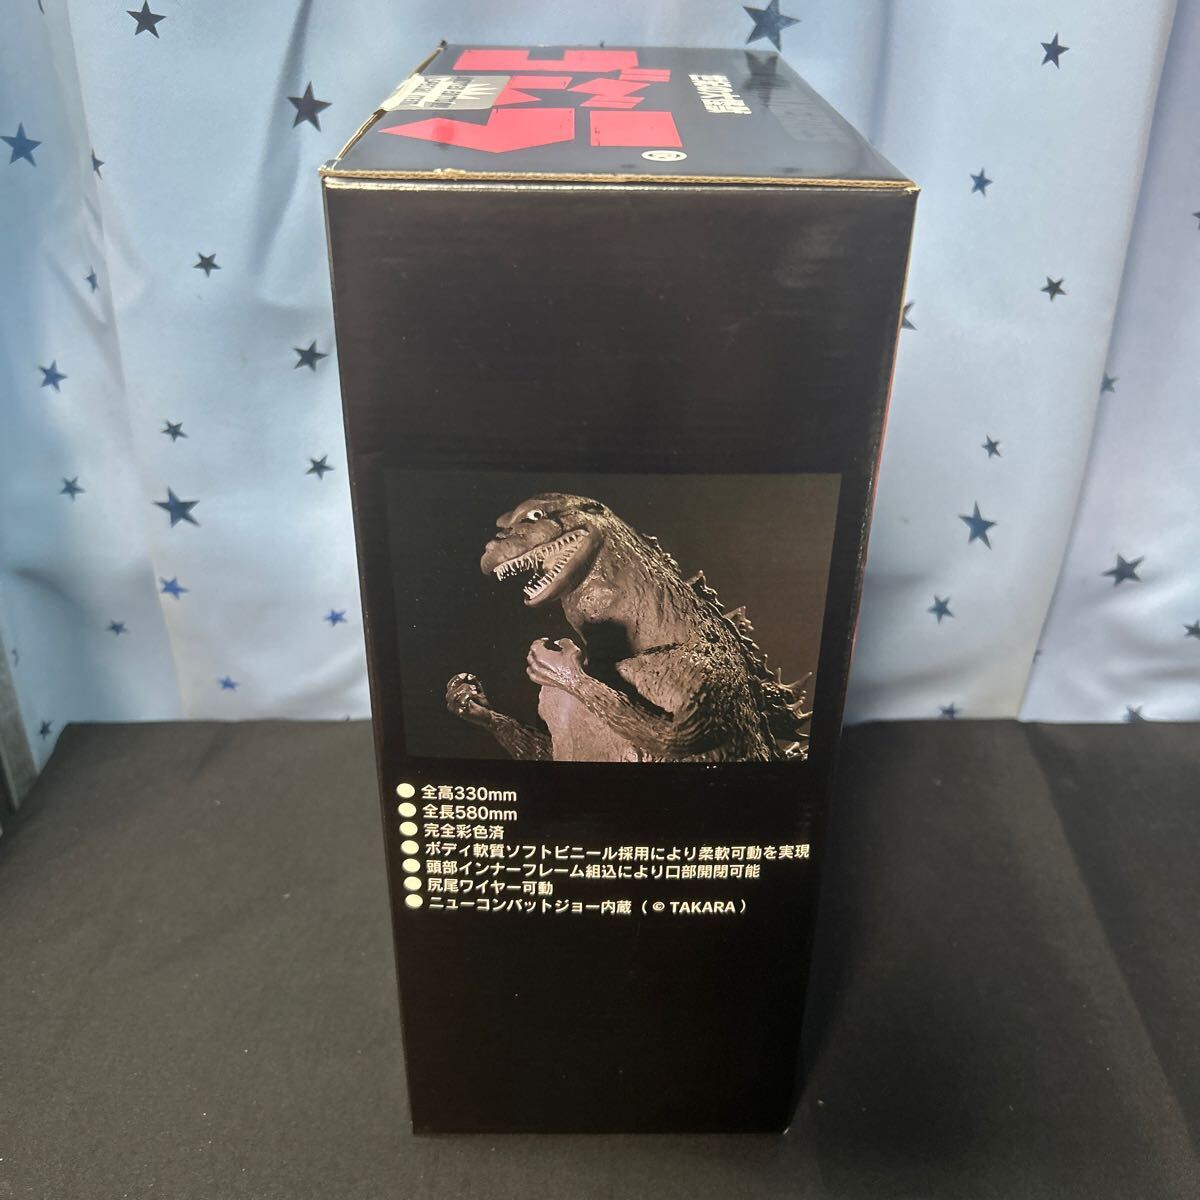 ゴジラ
®
● 全高330mm
● 全長580mm
● 完全彩色済
● ボディ軟質ソフトビニール採用により柔軟可動を実現
● 頭部インナーフレーム組込により口部開閉可能
● 尻尾ワイヤー可動
● ニューコンバットジョー内蔵（© TAKARA）